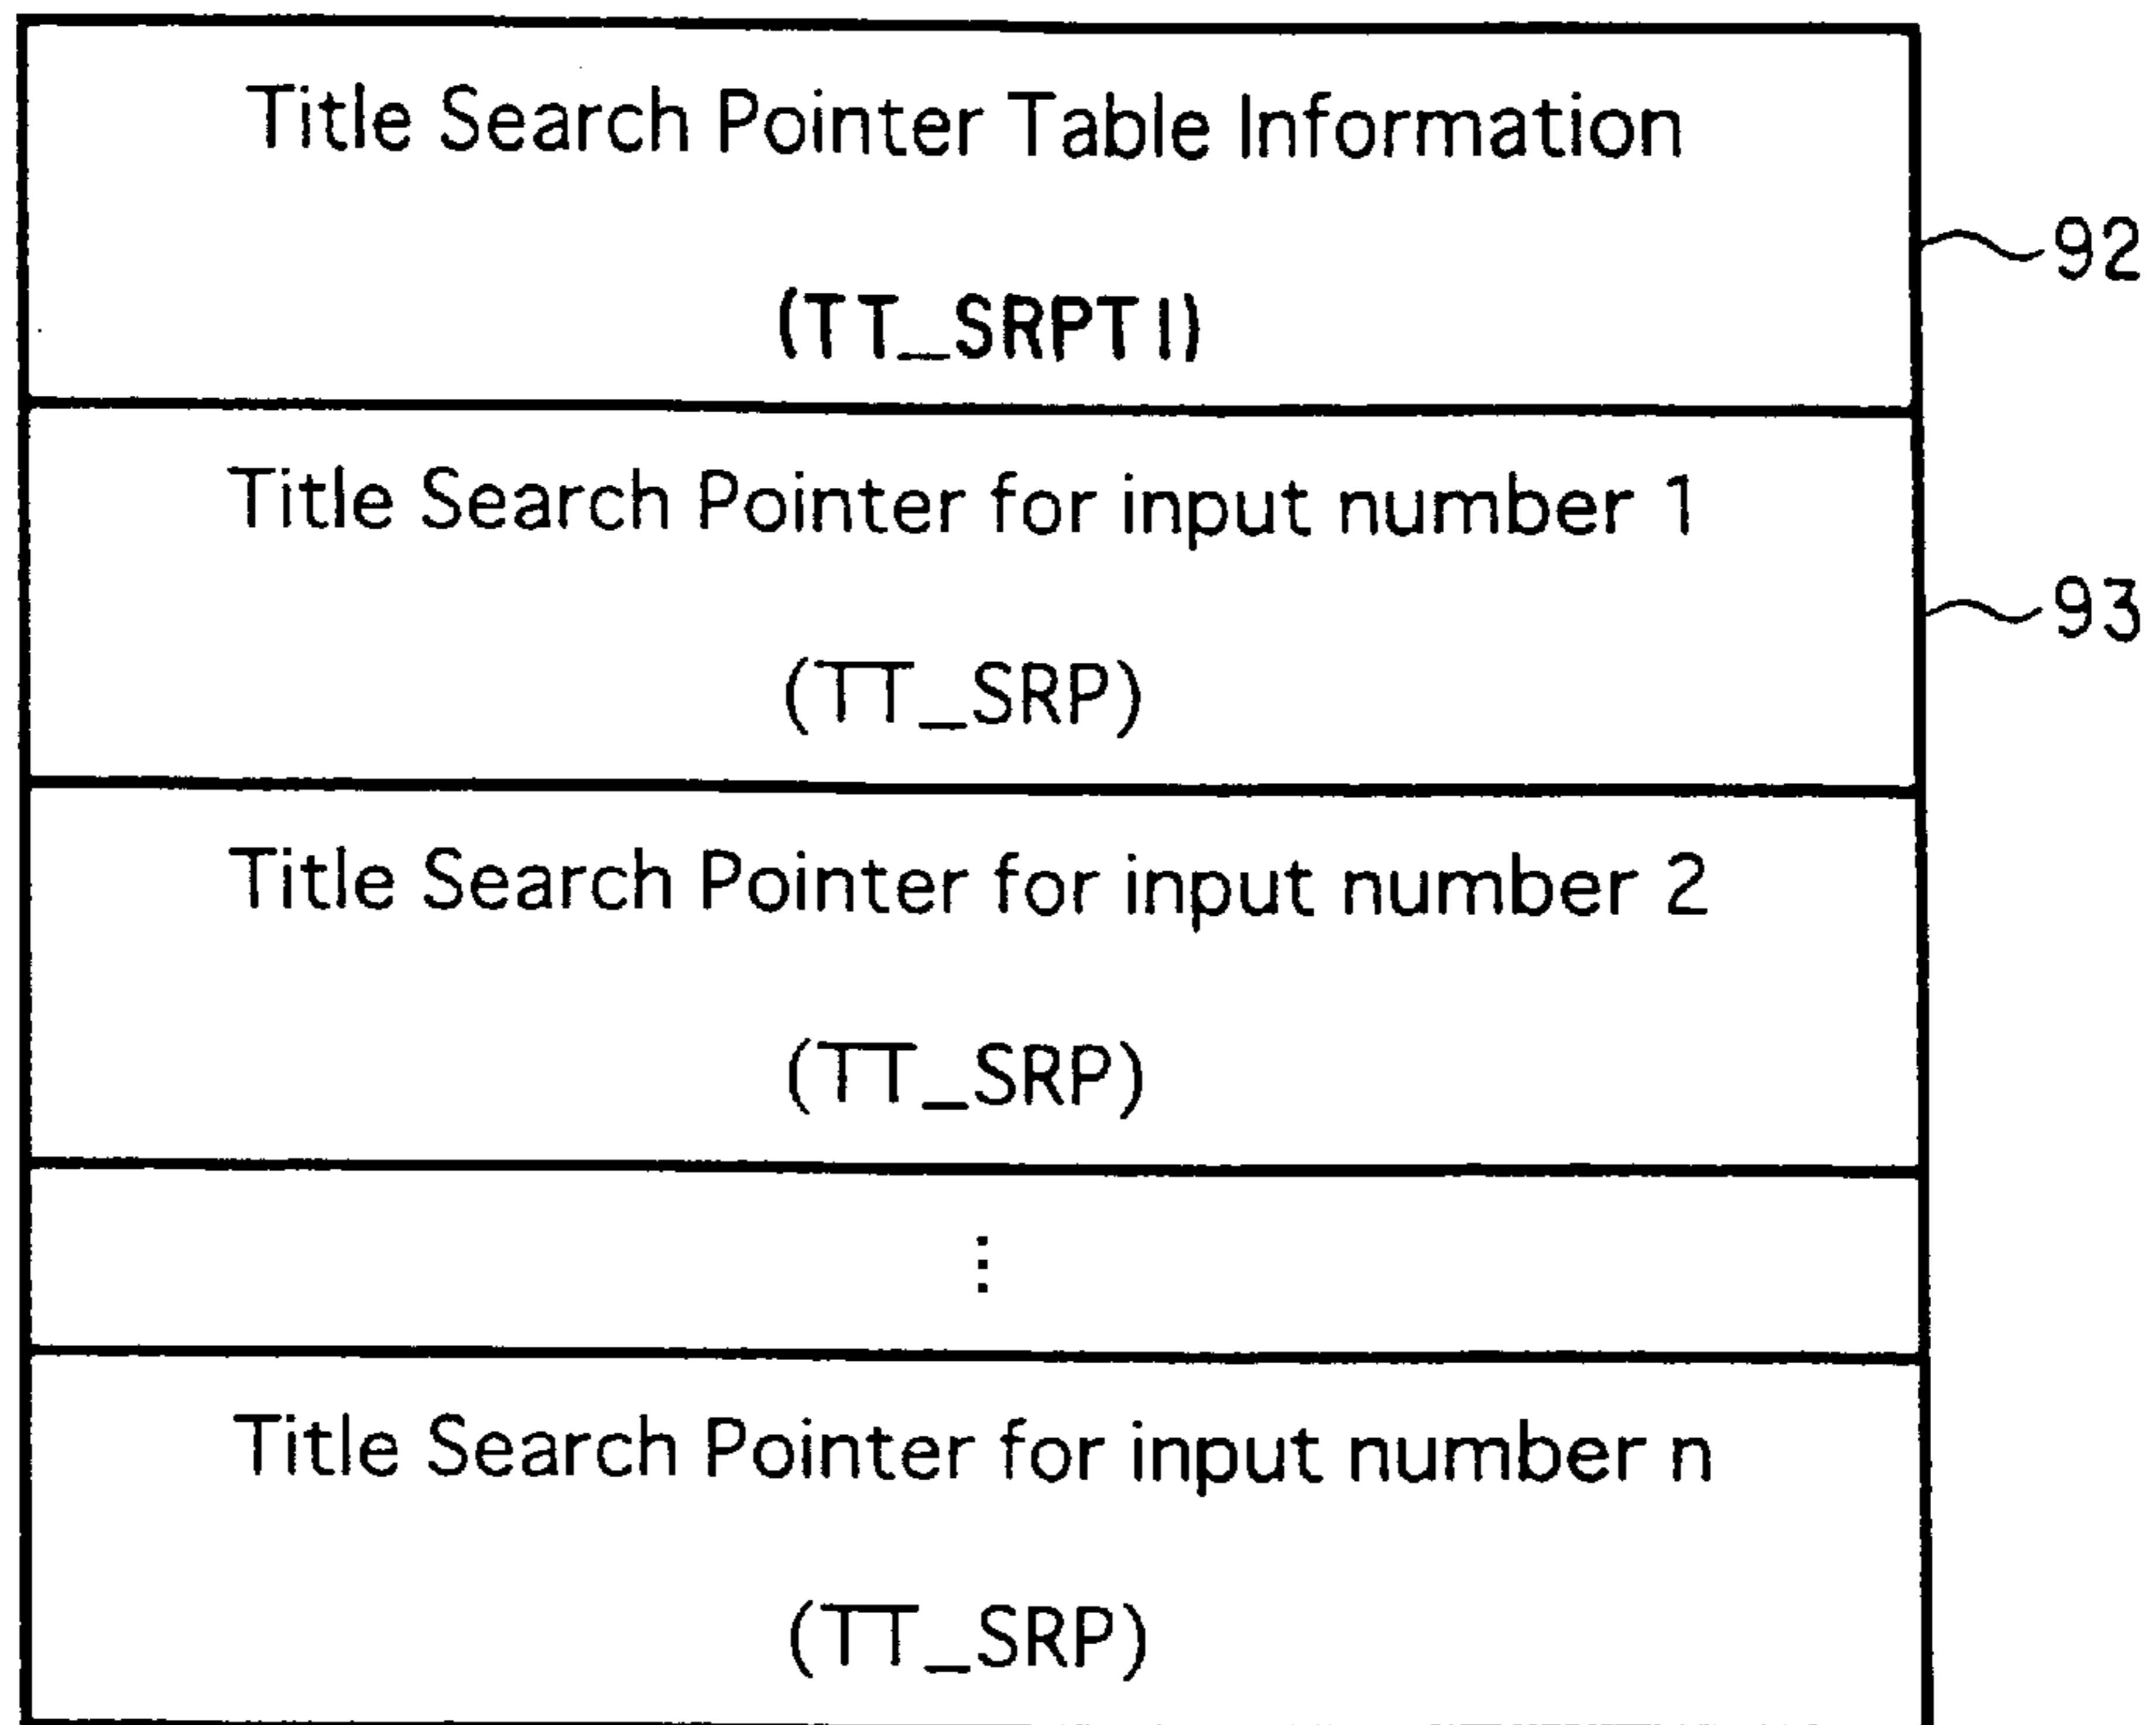 Title Search Pointer Table Information
92
(TT_SRPTI)
Title Search Pointer for input number 1
93
(TT_SRP)
Title Search Pointer for input number 2
(TT_SRP)
⋮
Title Search Pointer for input number n
(TT_SRP)